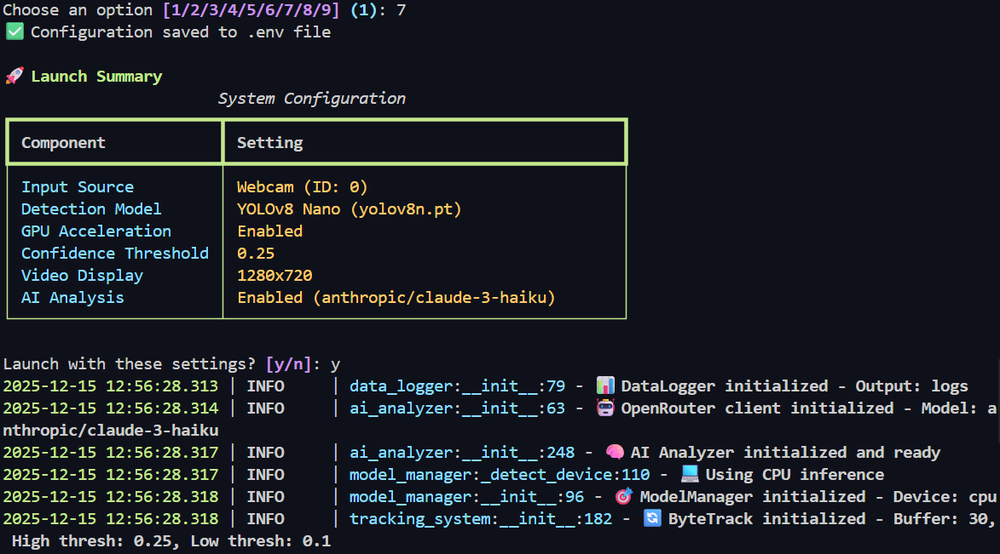 Choose an option [1/2/3/4/5/6/7/8/9] (1): 7
✅ Configuration saved to .env file
🚀 Launch Summary
System Configuration
Component Setting
Input Source Webcam (ID: 0)
Detection Model YOLOv8 Nano (yolov8n.pt)
GPU Acceleration Enabled
Confidence Threshold 0.25
Video Display 1280x720
AI Analysis Enabled (anthropic/claude-3-haiku)
Launch with these settings? [y/n]: y
2025-12-15 12:56:28.313 | INFO | data_logger:__init__:79 - 📊 DataLogger initialized - Output: logs
2025-12-15 12:56:28.314 | INFO | ai_analyzer:__init__:63 - 🤖 OpenRouter client initialized - Model: a
nthropic/claude-3-haiku
2025-12-15 12:56:28.317 | INFO | ai_analyzer:__init__:248 - 🧠 AI Analyzer initialized and ready
2025-12-15 12:56:28.317 | INFO | model_manager:_detect_device:110 - 💻 Using CPU inference
2025-12-15 12:56:28.318 | INFO | model_manager:__init__:96 - 🎯 ModelManager initialized - Device: cpu
2025-12-15 12:56:28.318 | INFO | tracking_system:__init__:182 - 🔄 ByteTrack initialized - Buffer: 30,
High thresh: 0.25, Low thresh: 0.1